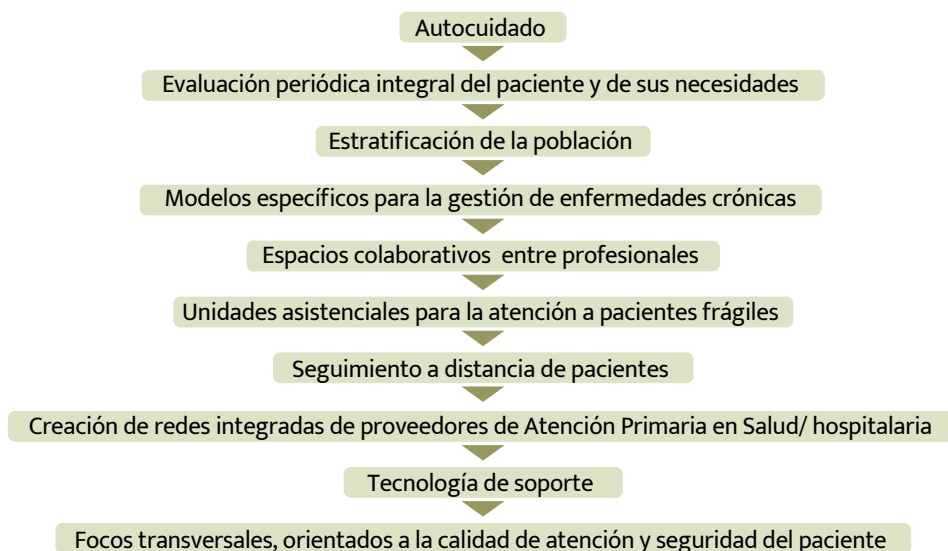 Autocuidado
Evaluación periódica integral del paciente y de sus necesidades
Estratificación de la población
Modelos específicos para la gestión de enfermedades crónicas
Espacios colaborativos entre profesionales
Unidades asistenciales para la atención a pacientes frágiles
Seguimiento a distancia de pacientes
Creación de redes integradas de proveedores de Atención Primaria en Salud/ hospitalaria
Tecnología de soporte
Focos transversales, orientados a la calidad de atención y seguridad del paciente